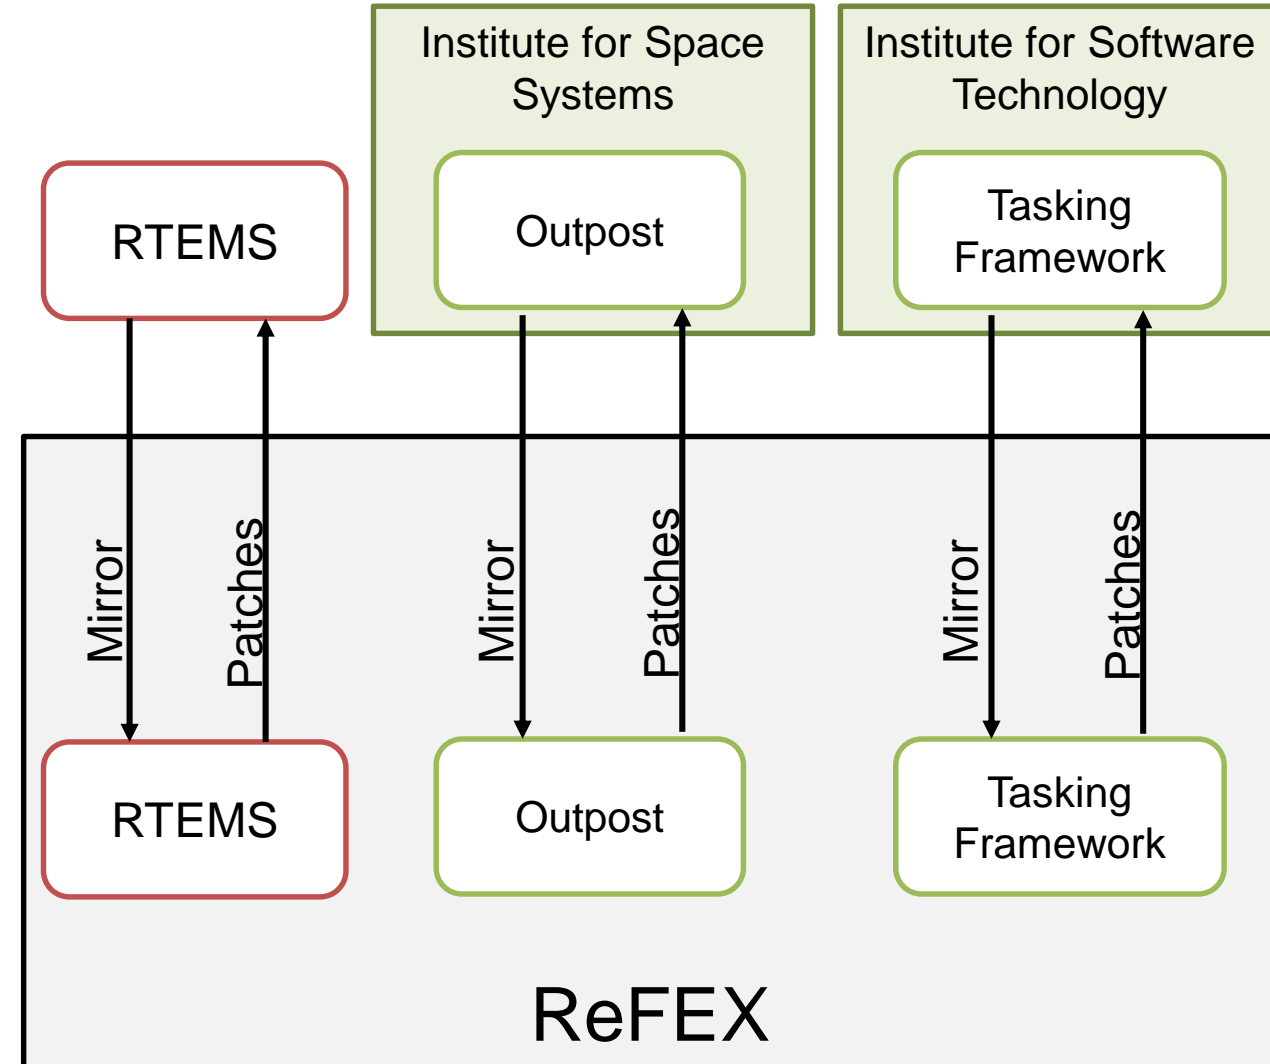 Institute for Space
Systems
Institute for Software
Technology
RTEMS
Outpost
Tasking
Framework
Mirror
Patches
Mirror
Patches
Mirror
Patches
RTEMS
Outpost
Tasking
Framework
ReFEX